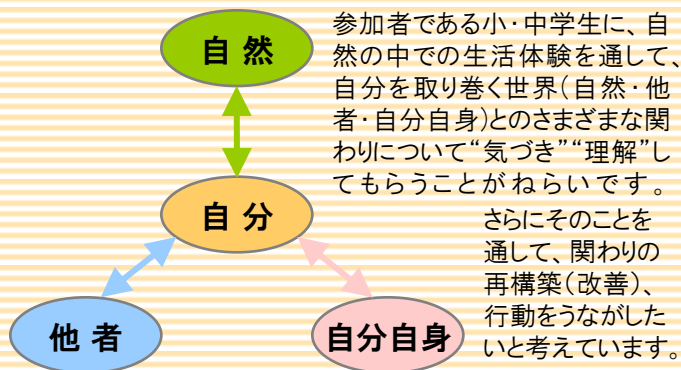 自 然
参加者である小・中学生に、自
然の中での生活体験を通して、
自分を取り巻く世界(自然・他
者・自分自身)とのさまざまな関
わりについて“気づき”“理解”し
てもらうことがねらいです。
自 分
さらにそのことを
通して、関わりの
再構築(改善)、
行動をうながした
いと考えています。
他 者
自分自身